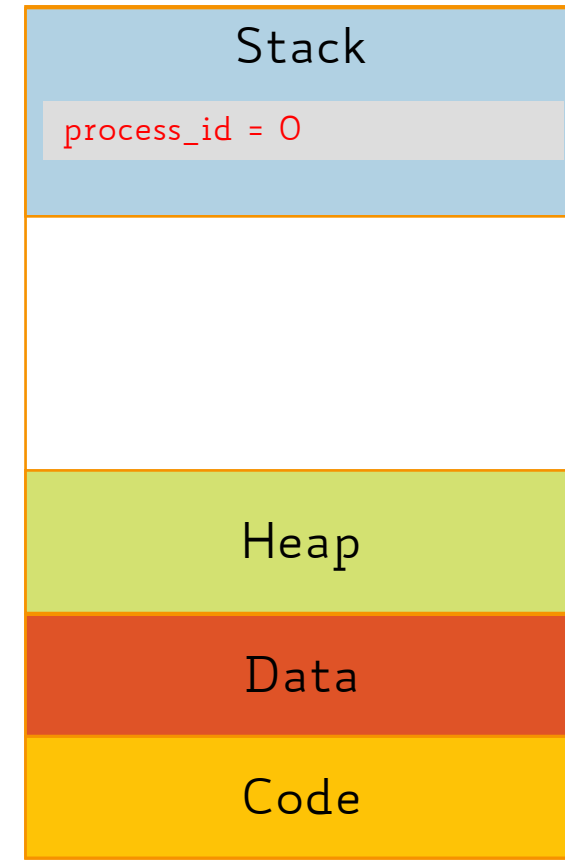 Stack
process_id = 0
Heap
Data
Code